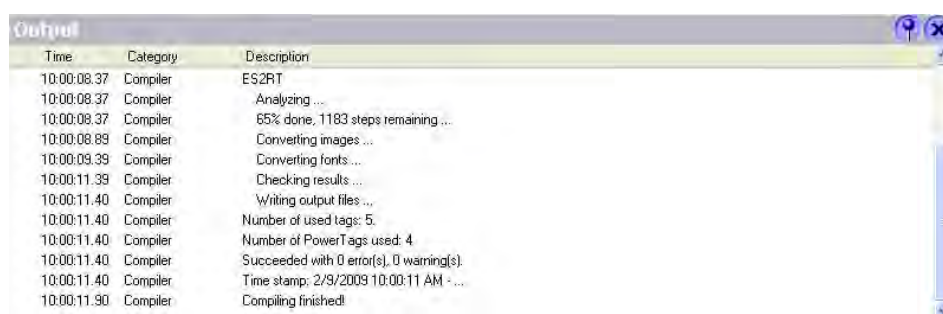 Output
Time Category Description
10:00:08.37 Compiler ES2RT
10:00:08.37 Compiler Analyzing ...
10:00:08.37 Compiler 65% done, 1183 steps remaining ...
10:00:08.89 Compiler Converting images ...
10:00:09.39 Compiler Converting fonts ...
10:00:11.39 Compiler Checking results ...
10:00:11.40 Compiler Writing output files ...
10:00:11.40 Compiler Number of used tags: 5.
10:00:11.40 Compiler Number of PowerTags used: 4
10:00:11.40 Compiler Succeeded with 0 error(s), 0 warning(s).
10:00:11.40 Compiler Time stamp: 2/9/2009 10:00:11 AM - ...
10:00:11.90 Compiler Compiling finished!